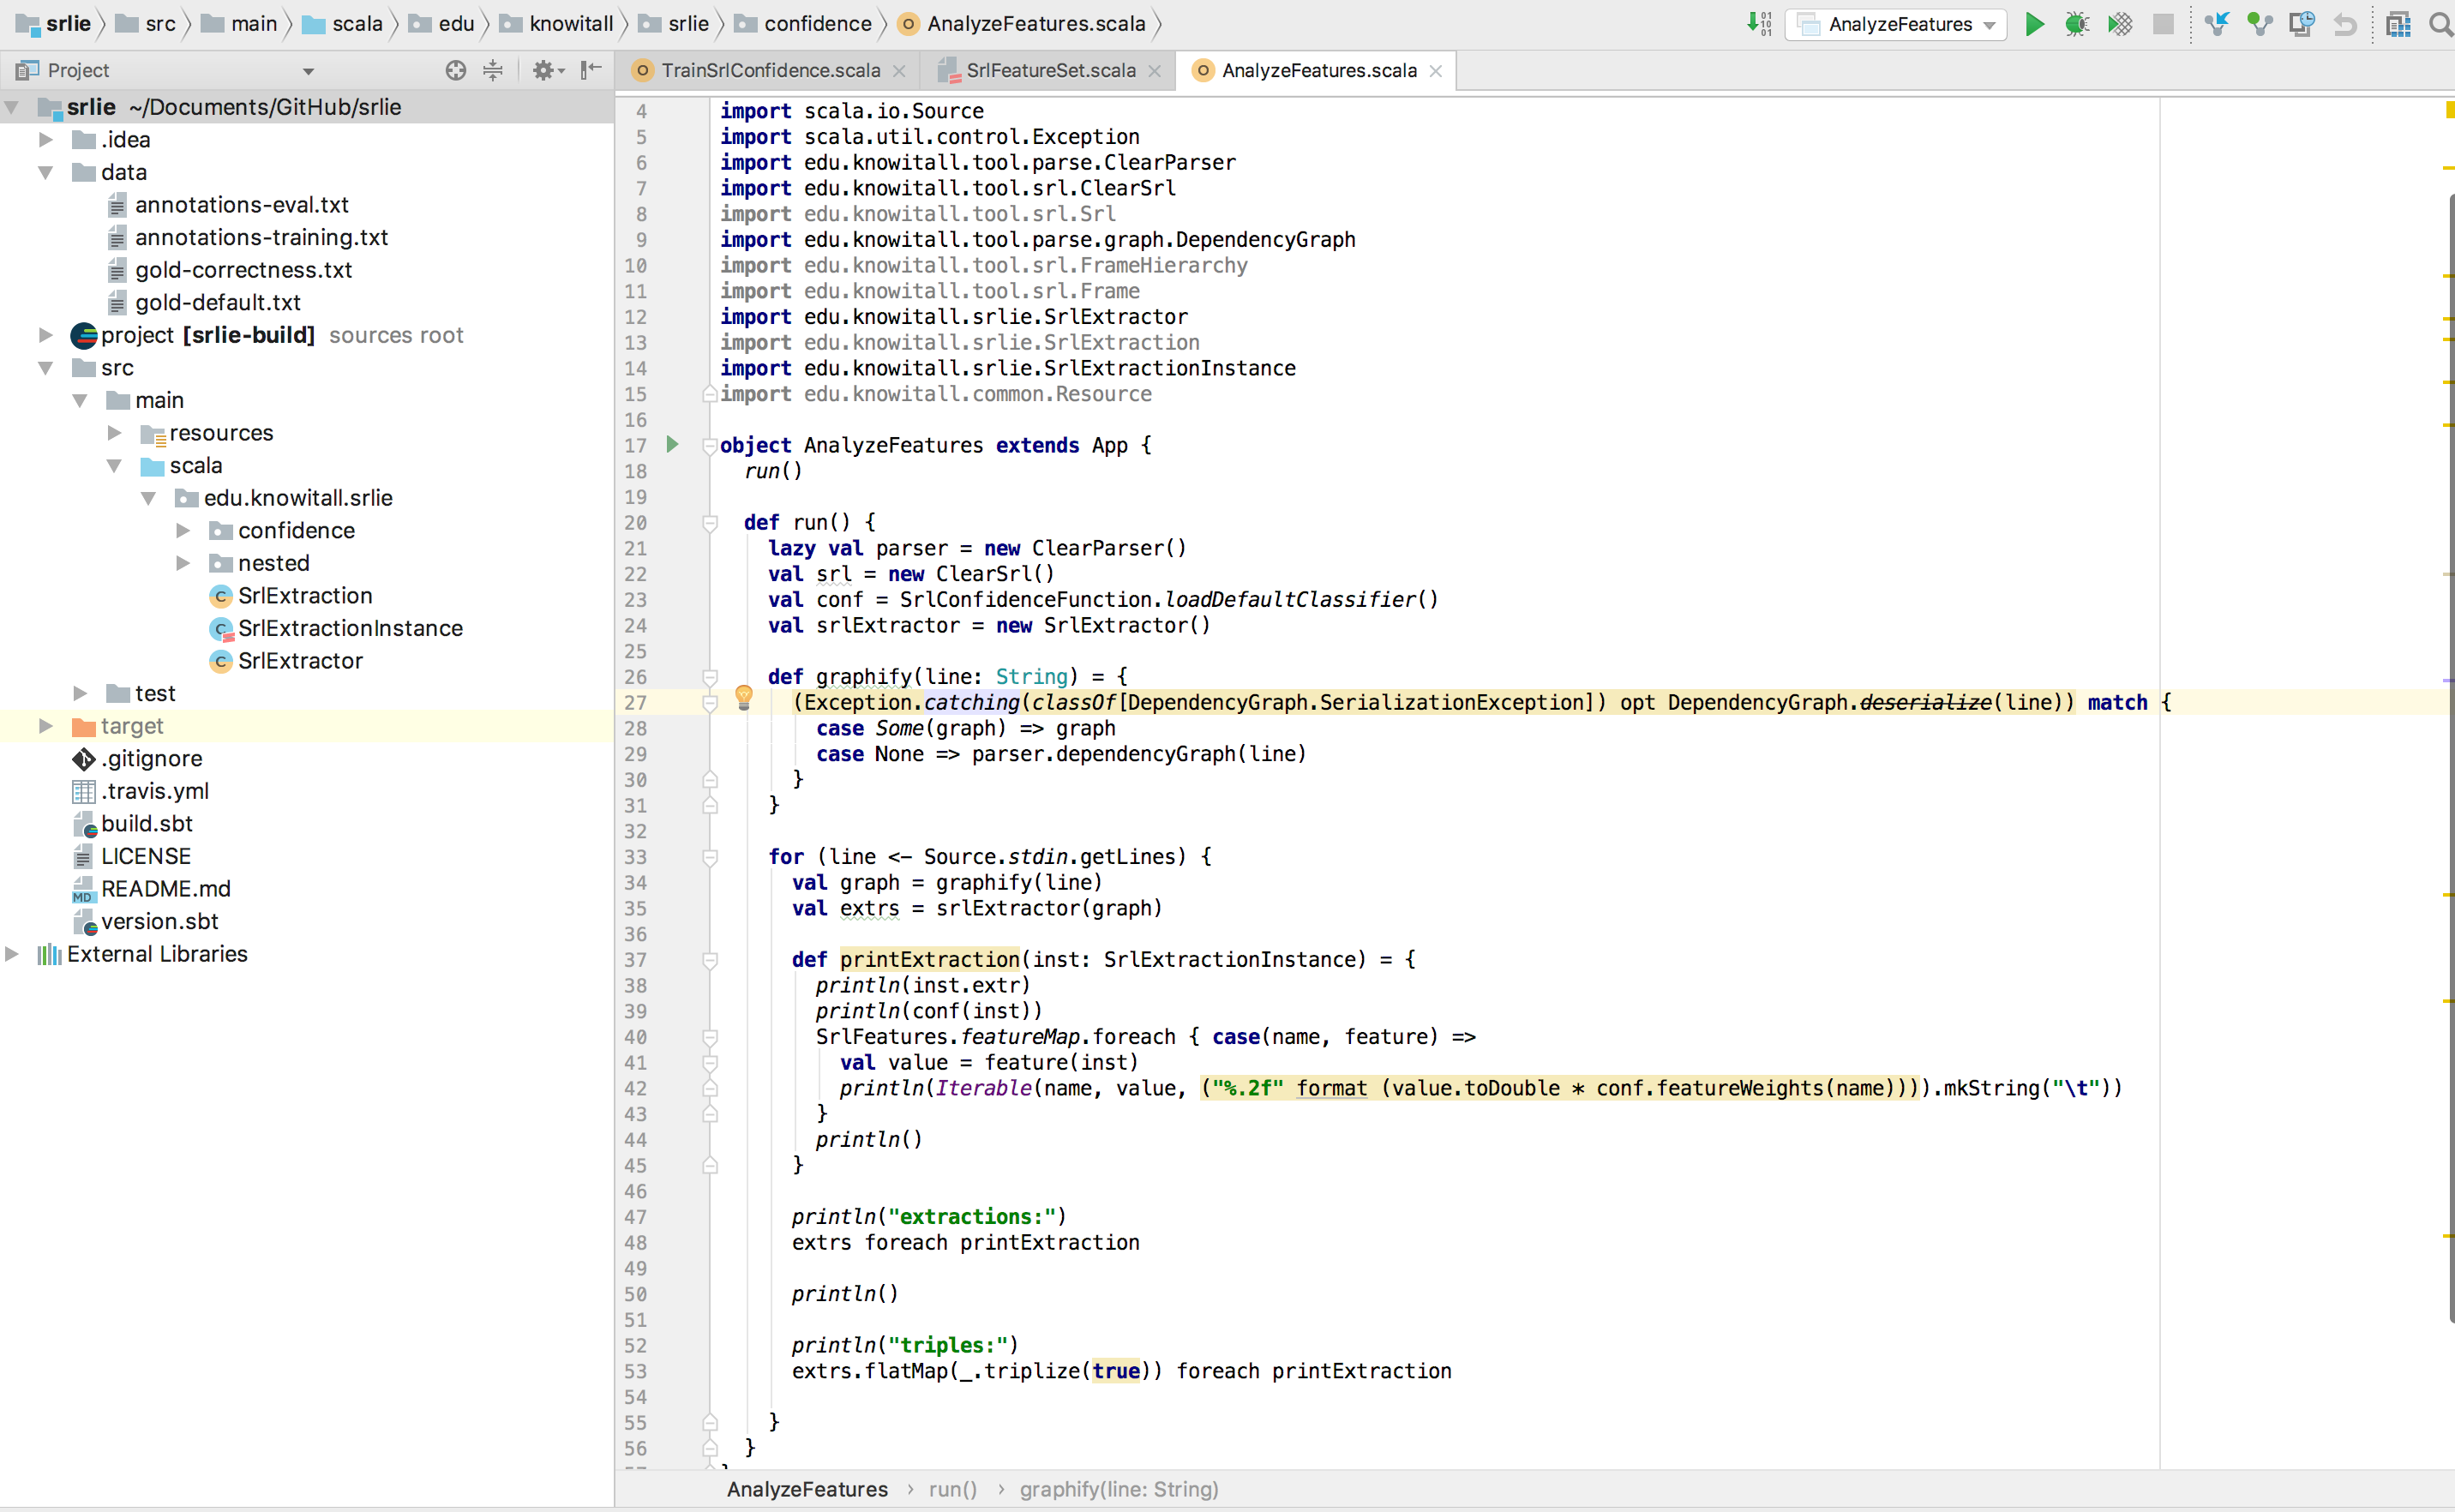 srlie src main scala edu knowitall srlie confidence AnalyzeFeatures.scala AnalyzeFeatures
Project
TrainSrlConfidence.scala SrlFeatureSet.scala AnalyzeFeatures.scala
srlie ~/Documents/GitHub/srlie
.idea
data
annotations-eval.txt
annotations-training.txt
gold-correctness.txt
gold-default.txt
project [srlie-build] sources root
src
main
resources
scala
edu.knowitall.srlie
confidence
nested
SrlExtraction
SrlExtractionInstance
SrlExtractor
test
target
.gitignore
.travis.yml
build.sbt
LICENSE
README.md
version.sbt
External Libraries
4 import scala.io.Source
5 import scala.util.control.Exception
6 import edu.knowitall.tool.parse.ClearParser
7 import edu.knowitall.tool.srl.ClearSrl
8 import edu.knowitall.tool.srl.Srl
9 import edu.knowitall.tool.parse.graph.DependencyGraph
10 import edu.knowitall.tool.srl.FrameHierarchy
11 import edu.knowitall.tool.srl.Frame
12 import edu.knowitall.srlie.SrlExtractor
13 import edu.knowitall.srlie.SrlExtraction
14 import edu.knowitall.srlie.SrlExtractionInstance
15 import edu.knowitall.common.Resource
16
17 object AnalyzeFeatures extends App {
18 run()
19
20 def run() {
21 lazy val parser = new ClearParser()
22 val srl = new ClearSrl()
23 val conf = SrlConfidenceFunction.loadDefaultClassifier()
24 val srlExtractor = new SrlExtractor()
25
26 def graphify(line: String) = {
27 (Exception.catching(classOf[DependencyGraph.SerializationException]) opt DependencyGraph.deserialize(line)) match {
28 case Some(graph) => graph
29 case None => parser.dependencyGraph(line)
30 }
31 }
32
33 for (line <- Source.stdin.getLines) {
34 val graph = graphify(line)
35 val extrs = srlExtractor(graph)
36
37 def printExtraction(inst: SrlExtractionInstance) = {
38 println(inst.extr)
39 println(conf(inst))
40 SrlFeatures.featureMap.foreach { case(name, feature) =>
41 val value = feature(inst)
42 println(Iterable(name, value, ("%.2f" format (value.toDouble * conf.featureWeights(name)))).mkString("\t"))
43 }
44 println()
45 }
46
47 println("extractions:")
48 extrs foreach printExtraction
49
50 println()
51
52 println("triples:")
53 extrs.flatMap(_.triplize(true)) foreach printExtraction
54
55 }
56 }
AnalyzeFeatures › run() › graphify(line: String)